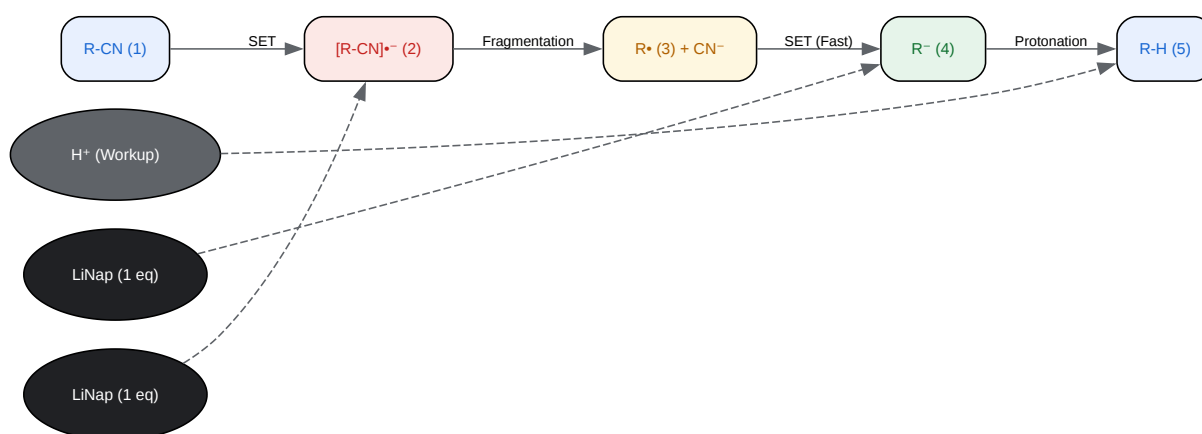 R-CN (1)
SET
[R-CN]•⁻ (2)
Fragmentation
R• (3) + CN⁻
SET (Fast)
R⁻ (4)
Protonation
R-H (5)
H⁺ (Workup)
LiNap (1 eq)
LiNap (1 eq)